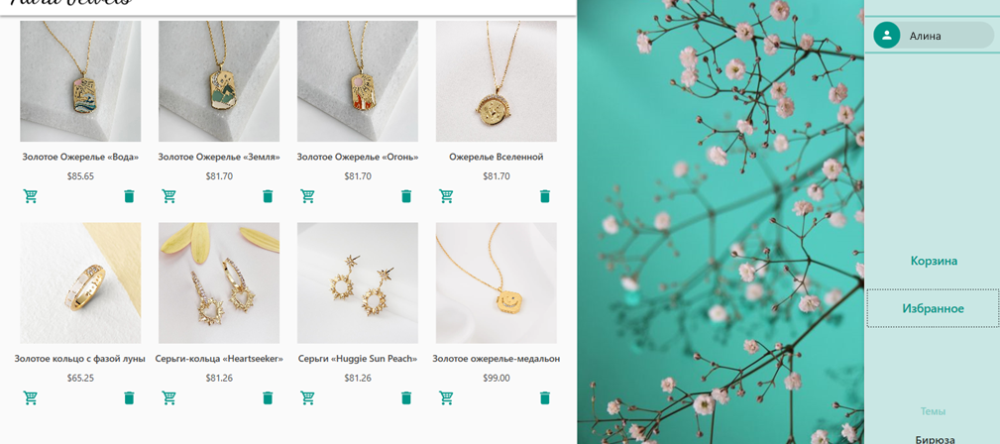 Алина
Золотое Ожерелье «Вода»
Золотое Ожерелье «Земля»
Золотое Ожерелье «Огонь»
Ожерелье Вселенной
$85.65
$81.70
$81.70
$81.70
Корзина
Избранное
Золотое кольцо с фазой луны
Серьги-кольца «Heartseeker»
Серьги «Huggie Sun Peach»
Золотое ожерелье-медальон
$65.25
$81.26
$81.26
$99.00
Темы
Бирюза